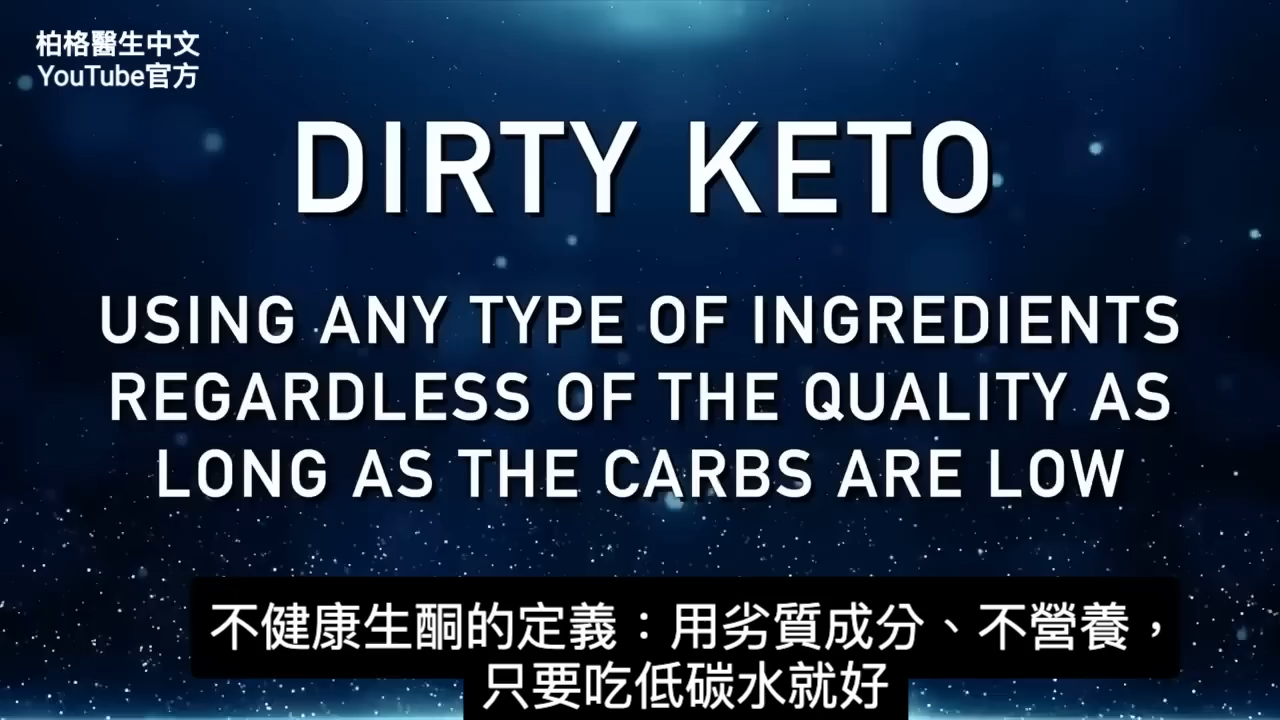 柏格醫生中文
YouTube官方
DIRTY KETO
USING ANY TYPE OF INGREDIENTS
REGARDLESS OF THE QUALITY AS
LONG AS THE CARBS ARE LOW
不健康生酮的定義：用劣質成分、不營養，
只要吃低碳水就好